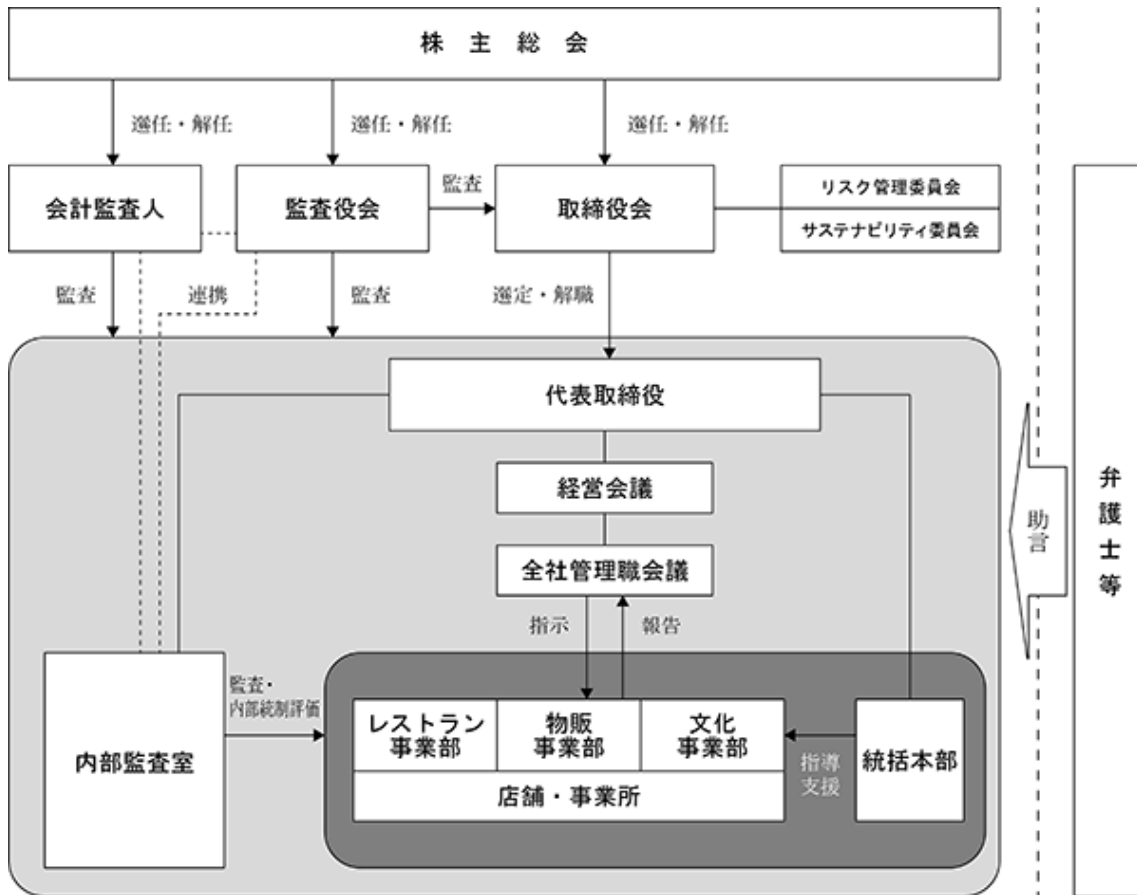 株主総会
選任・解任
選任・解任
選任・解任
会計監査人
監査役会
監査
取締役会
リスク管理委員会
サステナビリティ委員会
監査
連携
監査
選定・解職
代表取締役
経営会議
全社管理職会議
指示
報告
助言
弁護士等
内部監査室
監査・
内部統制評価
レストラン
事業部
物販
事業部
文化
事業部
店舗・事業所
指導
支援
統括本部